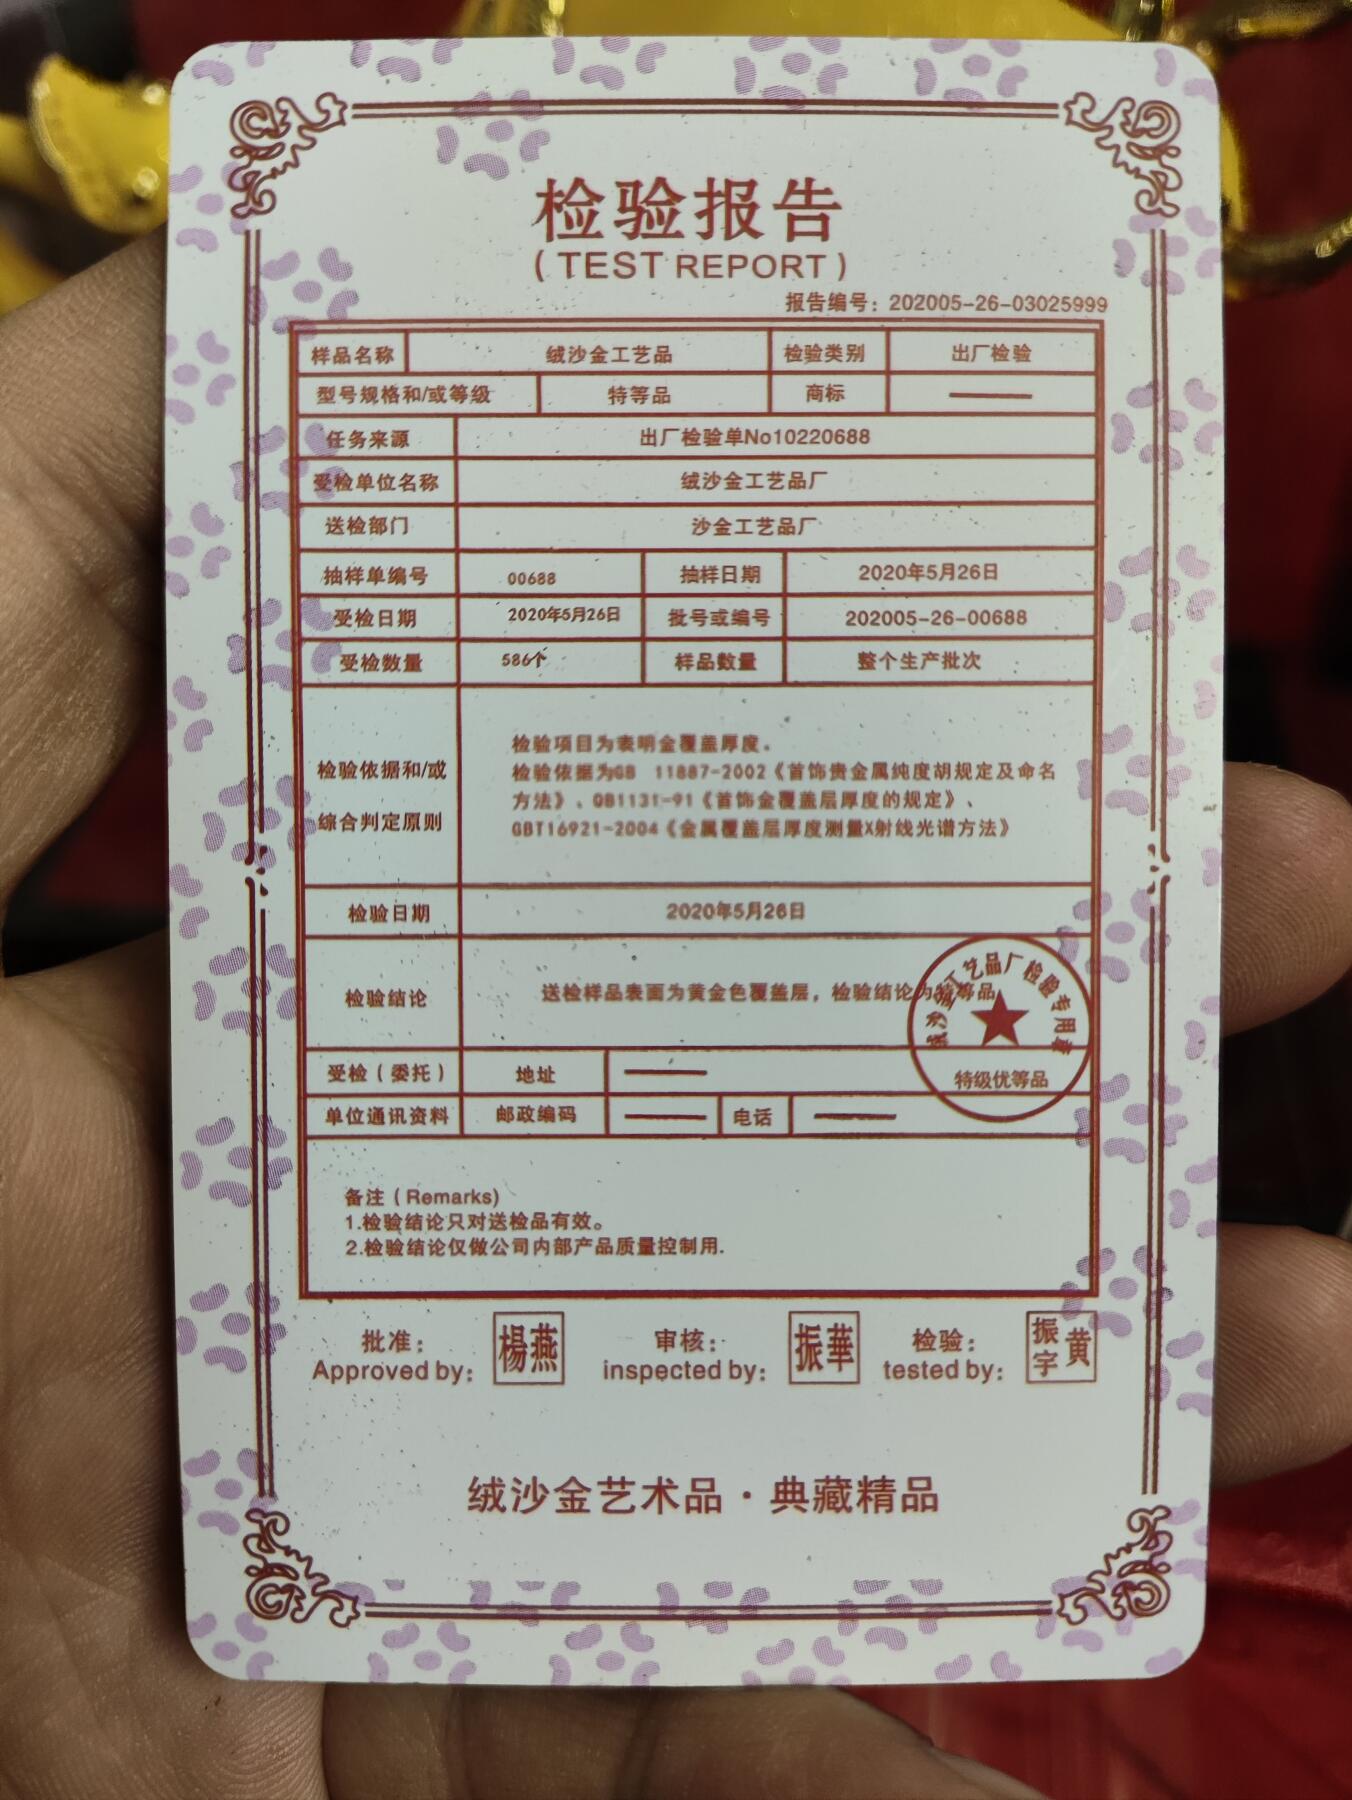 检验报告
( TEST REPORT )
报告编号：202005-26-03025999
样品名称 绒沙金工艺品 检验类别 出厂检验
型号规格和/或等级 特等品 商标 ——
任务来源 出厂检验单No10220688
受检单位名称 绒沙金工艺品厂
送检部门 沙金工艺品厂
抽样单编号 00688 抽样日期 2020年5月26日
受检日期 2020年5月26日 批号或编号 202005-26-00688
受检数量 586个 样品数量 整个生产批次
检验项目为表明金覆盖厚度。
检验依据和/或 检验依据为GB 11887-2002《首饰贵金属纯度胡规定及命名
方法》、QB1131-91《首饰金覆盖层厚度的规定》、
综合判定原则 GBT16921-2004《金属覆盖层厚度测量X射线光谱方法》
检验日期 2020年5月26日
检验结论 送检样品表面为黄金色覆盖层，检验结论为特等品
绒沙金工艺品厂检验专用章
特级优等品
受检（委托） 地址 ——
单位通讯资料 邮政编码 —— 电话 ——
备注（Remarks)
1.检验结论只对送检品有效。
2.检验结论仅做公司内部产品质量控制用.
批准： 楊燕 审核： 振華 检验： 振宇 黄
Approved by: inspected by: tested by:
绒沙金艺术品·典藏精品